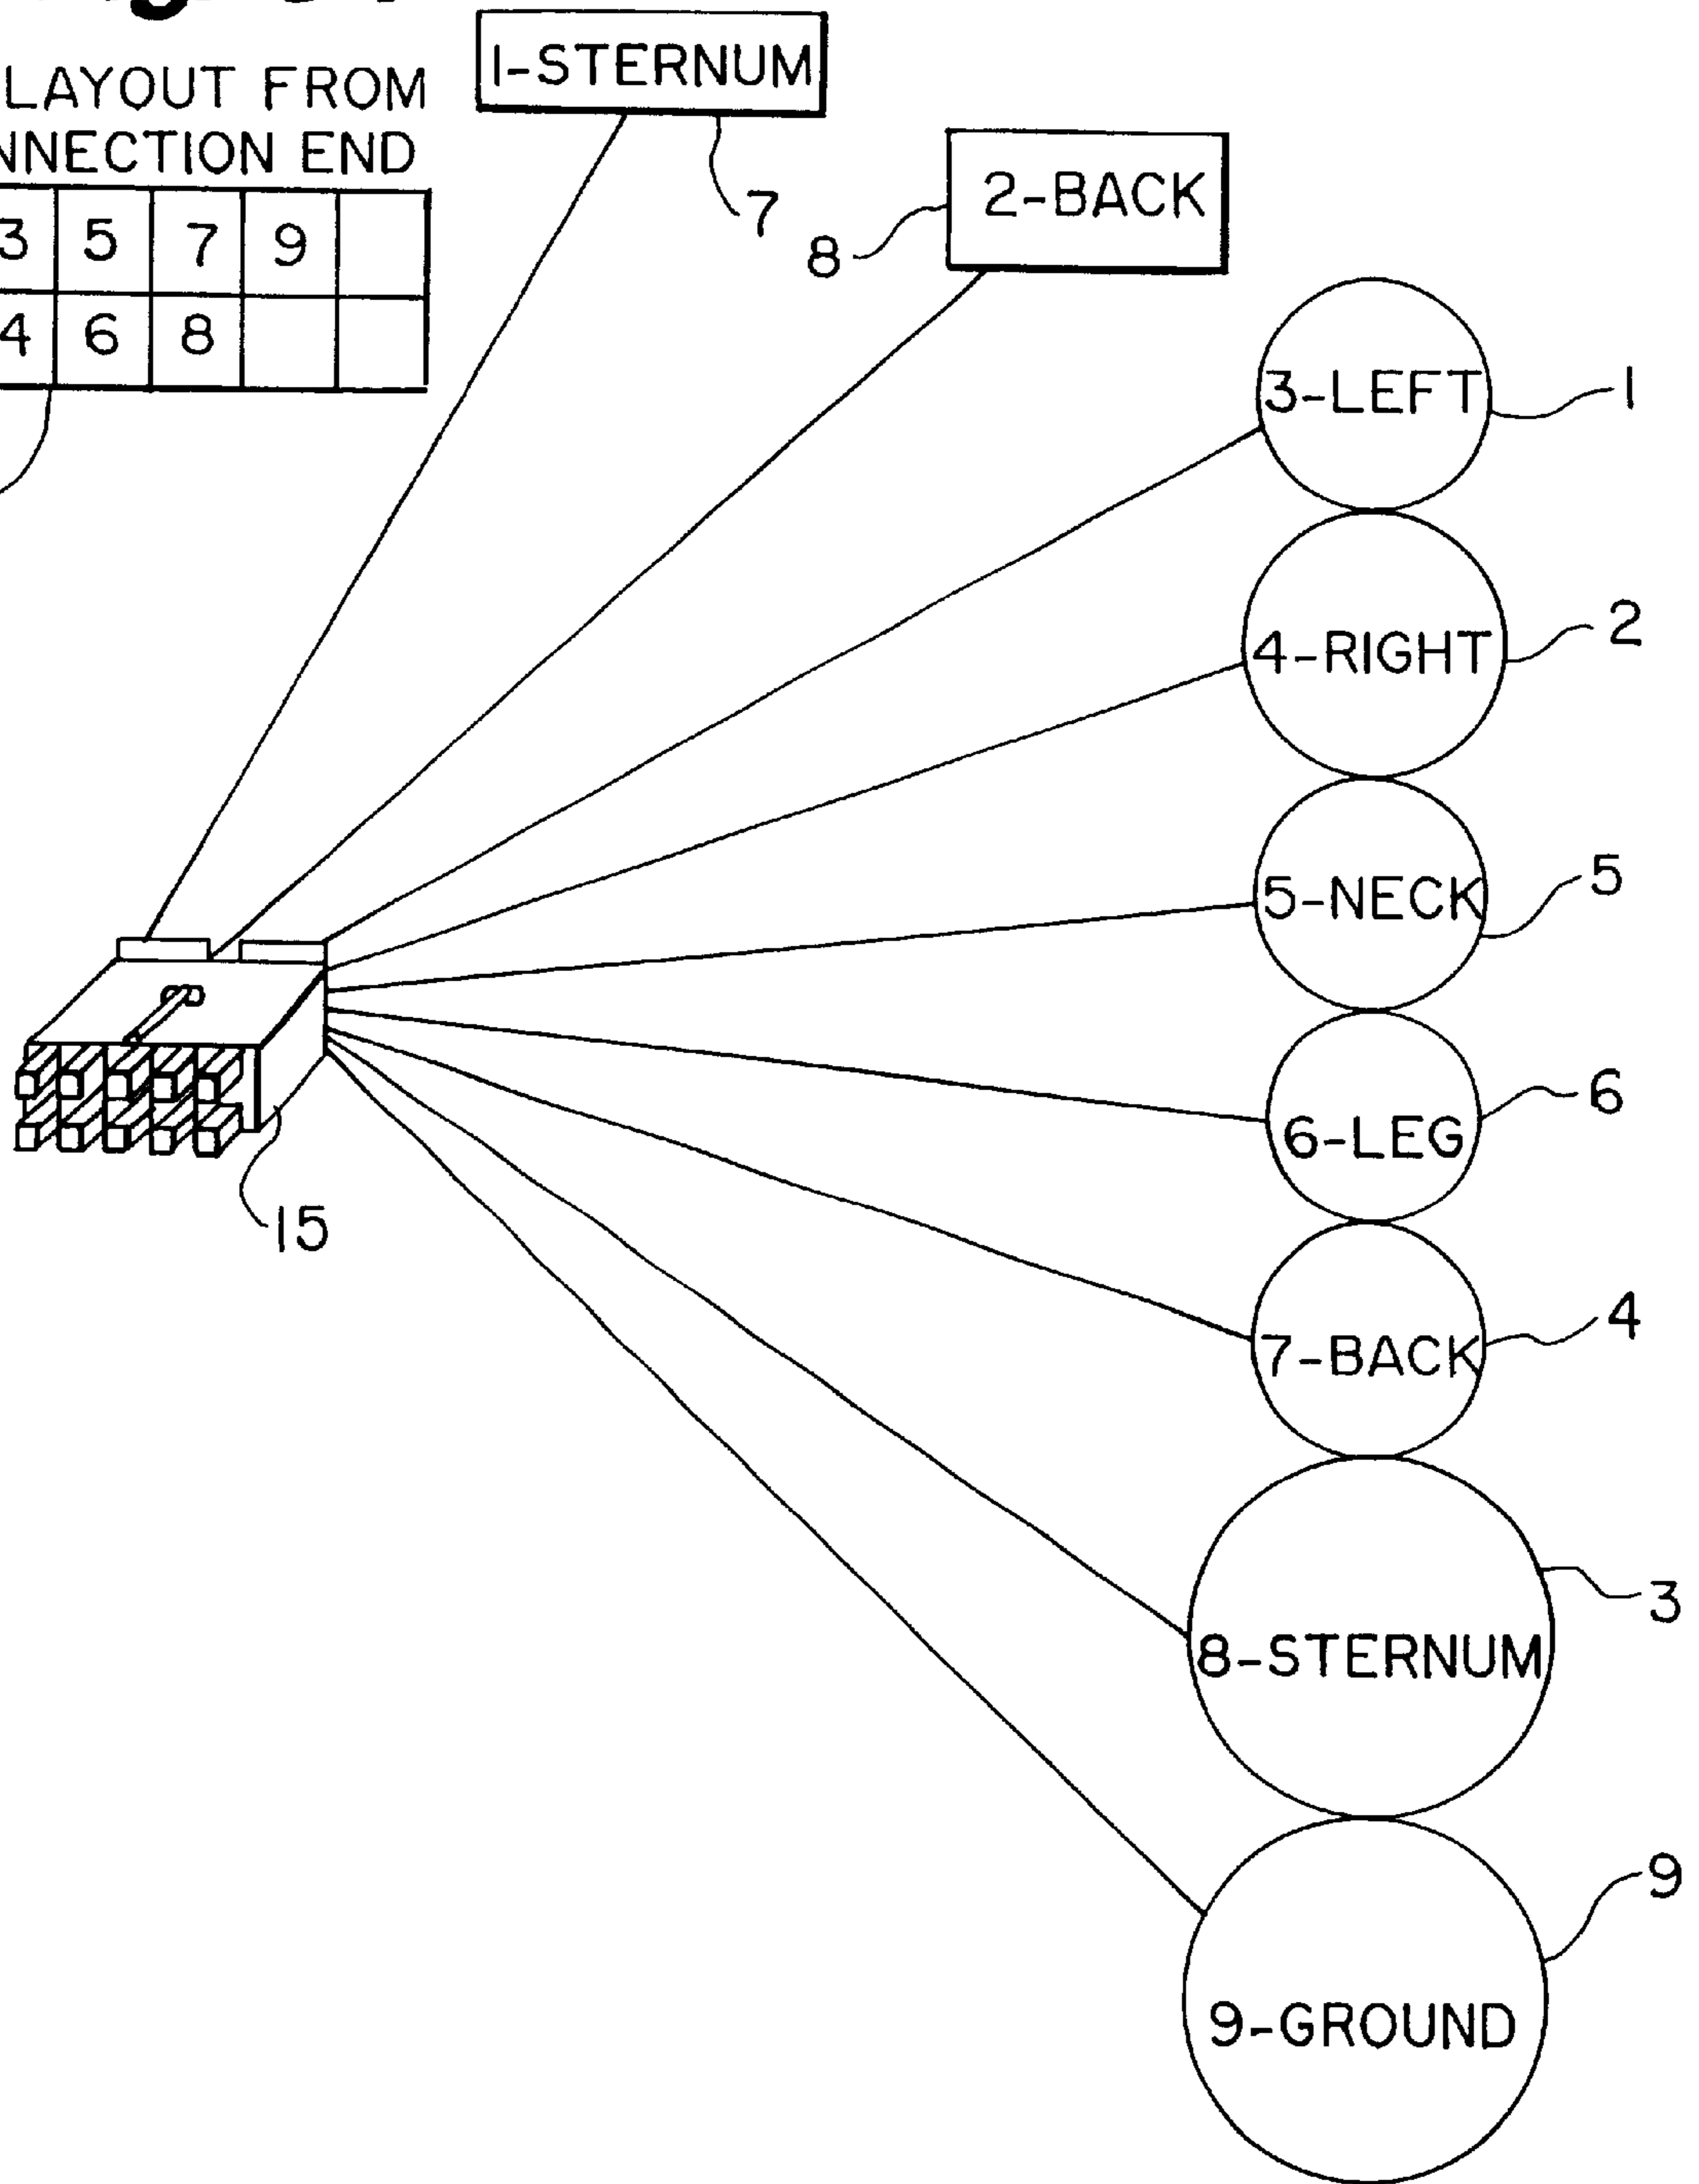 1-STERNUM
LAYOUT FROM
NNECTION END
7
2-BACK
8
3 5 7 9
4 6 8
3-LEFT
1
4-RIGHT
2
5-NECK
5
6-LEG
6
15
7-BACK
4
8-STERNUM
3
9-GROUND
9